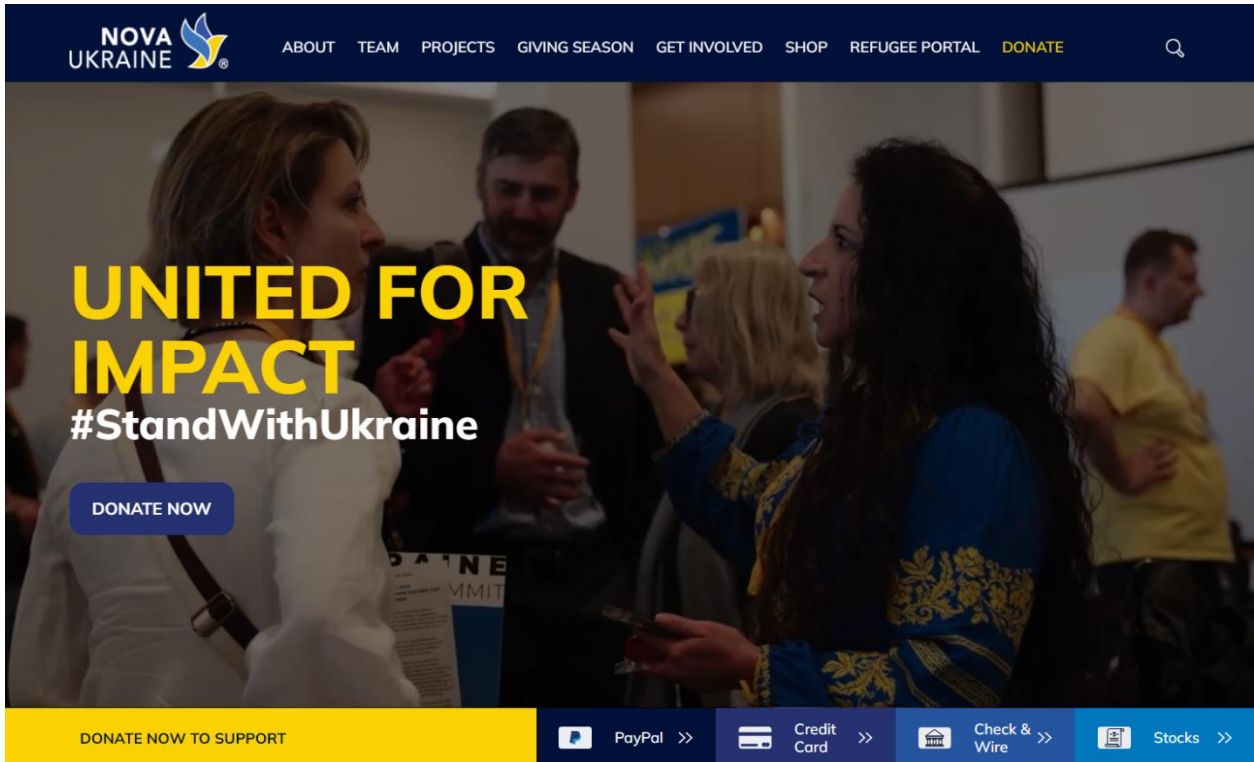 NOVA
UKRAINE
®
ABOUT
TEAM
PROJECTS
GIVING SEASON
GET INVOLVED
SHOP
REFUGEE PORTAL
DONATE
UNITED FOR
IMPACT
#StandWithUkraine
DONATE NOW
DONATE NOW TO SUPPORT
PayPal >>
Credit
Card >>
Check &
Wire >>
Stocks >>